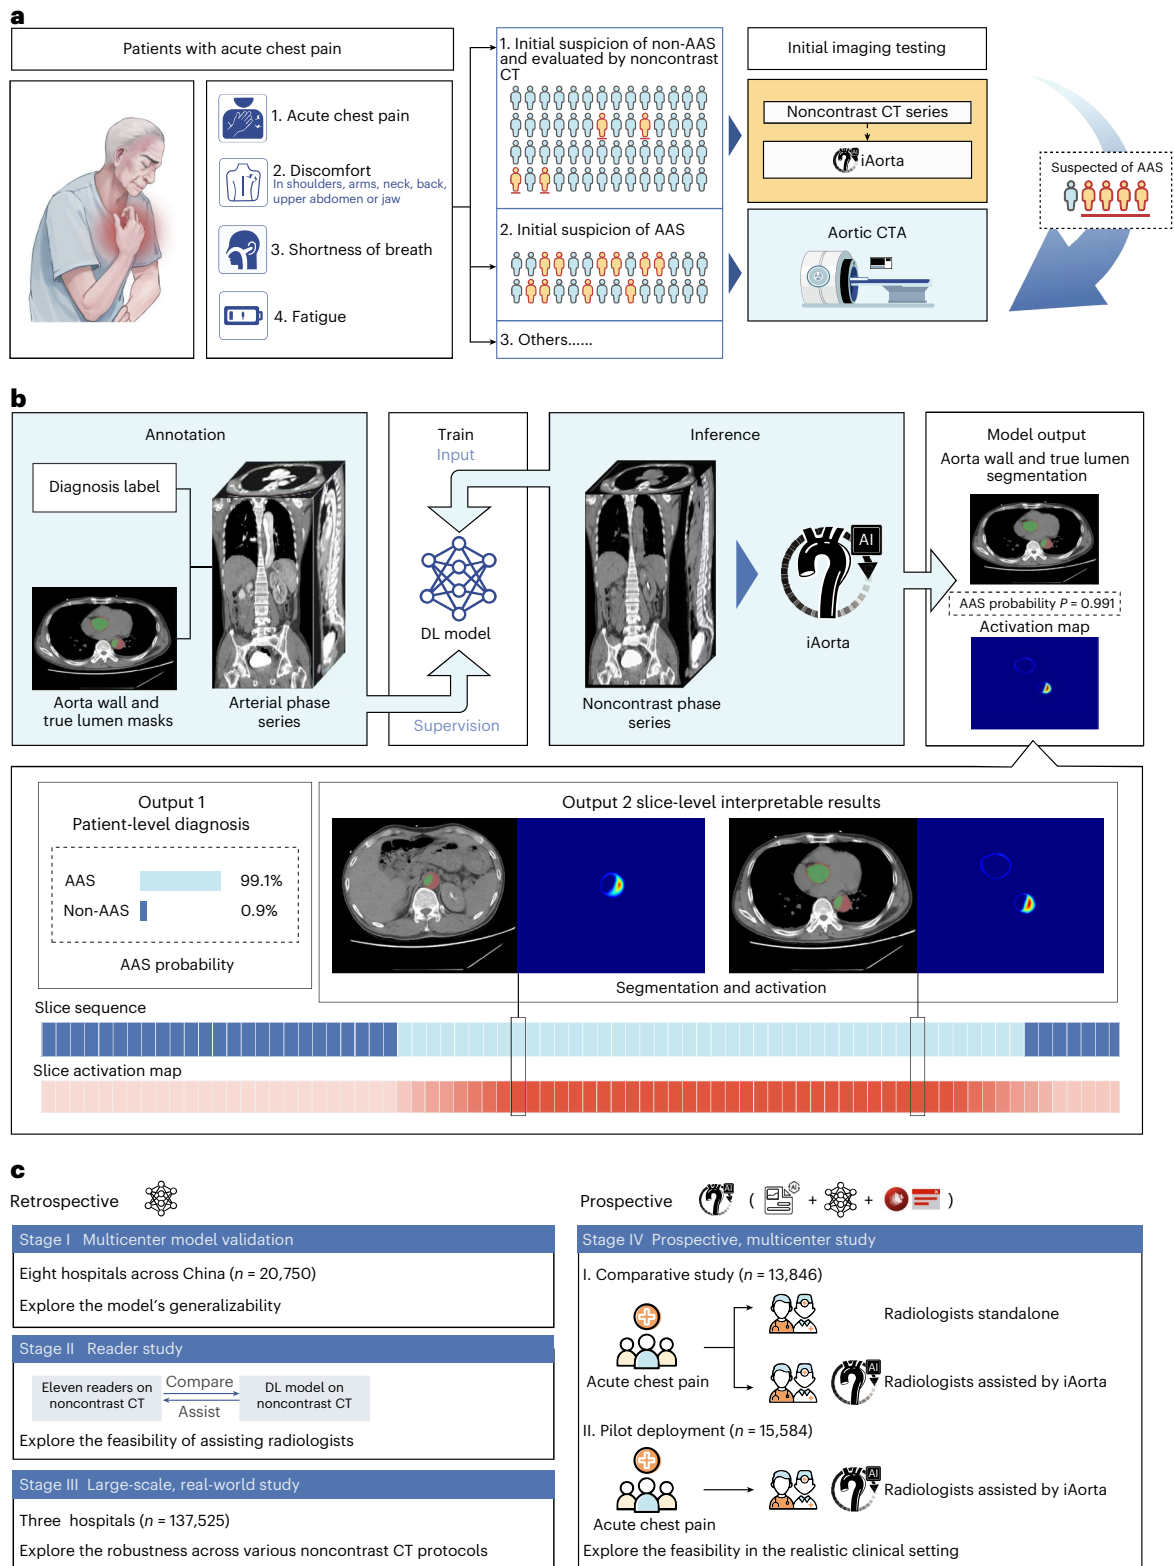 a
Patients with acute chest pain
1. Acute chest pain
2. Discomfort
In shoulders, arms, neck, back,
upper abdomen or jaw
3. Shortness of breath
4. Fatigue
1. Initial suspicion of non-AAS
and evaluated by noncontrast
CT
2. Initial suspicion of AAS
3. Others......
Initial imaging testing
Noncontrast CT series
AI
iAorta
Aortic CTA
Suspected of AAS
b
Annotation
Diagnosis label
Aorta wall and
true lumen masks
Arterial phase
series
Train
Input
DL model
Supervision
Inference
Noncontrast phase
series
AI
iAorta
Model output
Aorta wall and true lumen
segmentation
AAS probability P = 0.991
Activation map
Output 1
Patient-level diagnosis
AAS 99.1%
Non-AAS 0.9%
AAS probability
Output 2 slice-level interpretable results
Segmentation and activation
Slice sequence
Slice activation map
c
Retrospective
Stage I Multicenter model validation
Eight hospitals across China (n = 20,750)
Explore the model's generalizability
Stage II Reader study
Eleven readers on
noncontrast CT
Compare
Assist
DL model on
noncontrast CT
Explore the feasibility of assisting radiologists
Stage III Large-scale, real-world study
Three hospitals (n = 137,525)
Explore the robustness across various noncontrast CT protocols
Prospective AI ( AI + + )
Stage IV Prospective, multicenter study
I. Comparative study (n = 13,846)
Acute chest pain
Radiologists standalone
AI
Radiologists assisted by iAorta
II. Pilot deployment (n = 15,584)
Acute chest pain
AI
Radiologists assisted by iAorta
Explore the feasibility in the realistic clinical setting